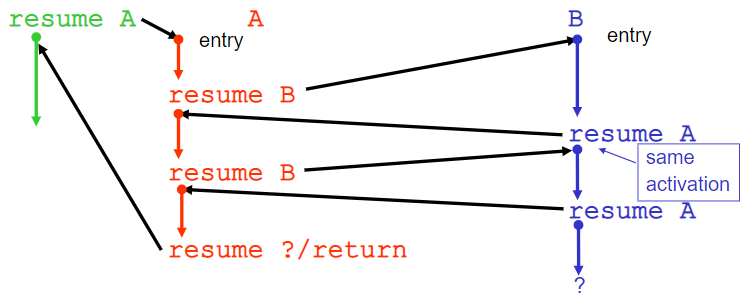 resume A
A
B
entry
entry
resume B
resume A
same
activation
resume B
resume A
resume ?/return
?